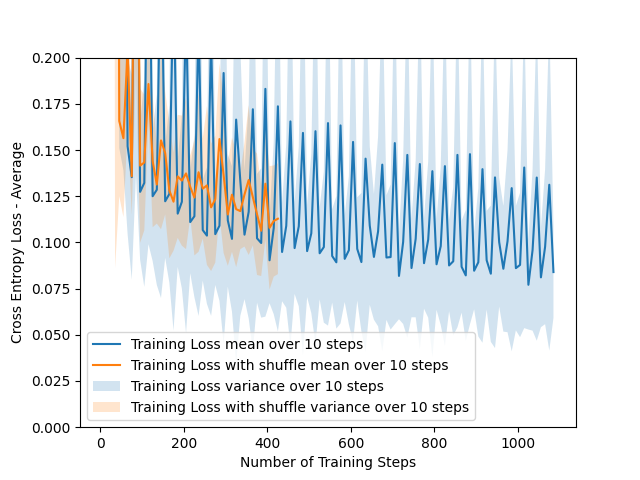 0.200
0.175
0.150
0.125
0.100
0.075
0.050
0.025
0.000
Cross Entropy Loss - Average
Training Loss mean over 10 steps
Training Loss with shuffle mean over 10 steps
Training Loss variance over 10 steps
Training Loss with shuffle variance over 10 steps
0 200 400 600 800 1000
Number of Training Steps